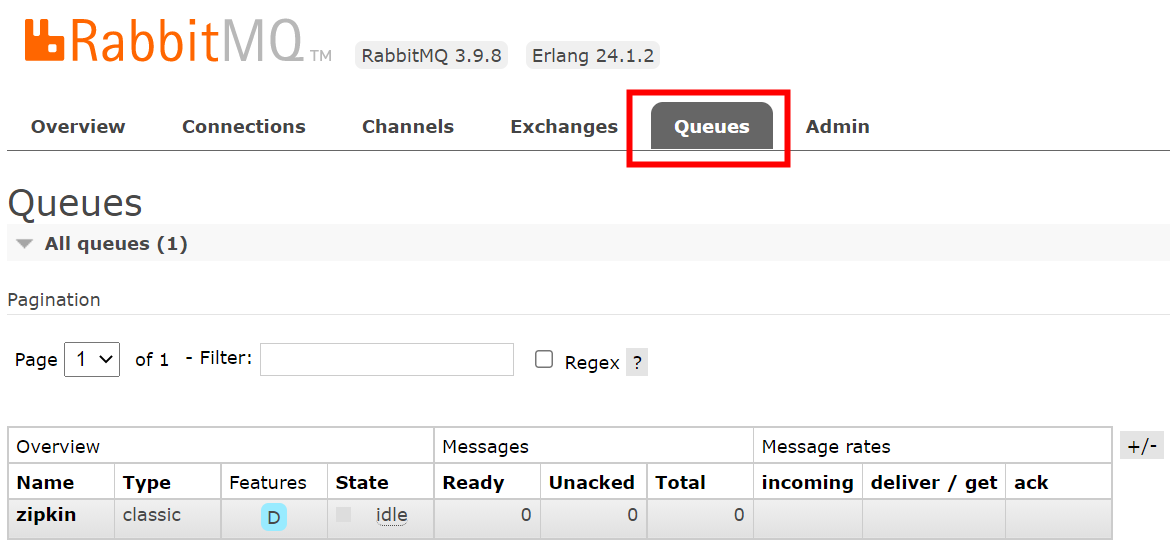 RabbitMQ TM RabbitMQ 3.9.8 Erlang 24.1.2
Overview Connections Channels Exchanges Queues Admin
Queues
All queues (1)
Pagination
Page 1 of 1 - Filter: Regex ?
Overview Messages Message rates +/-
Name Type Features State Ready Unacked Total incoming deliver / get ack
zipkin classic D idle 0 0 0